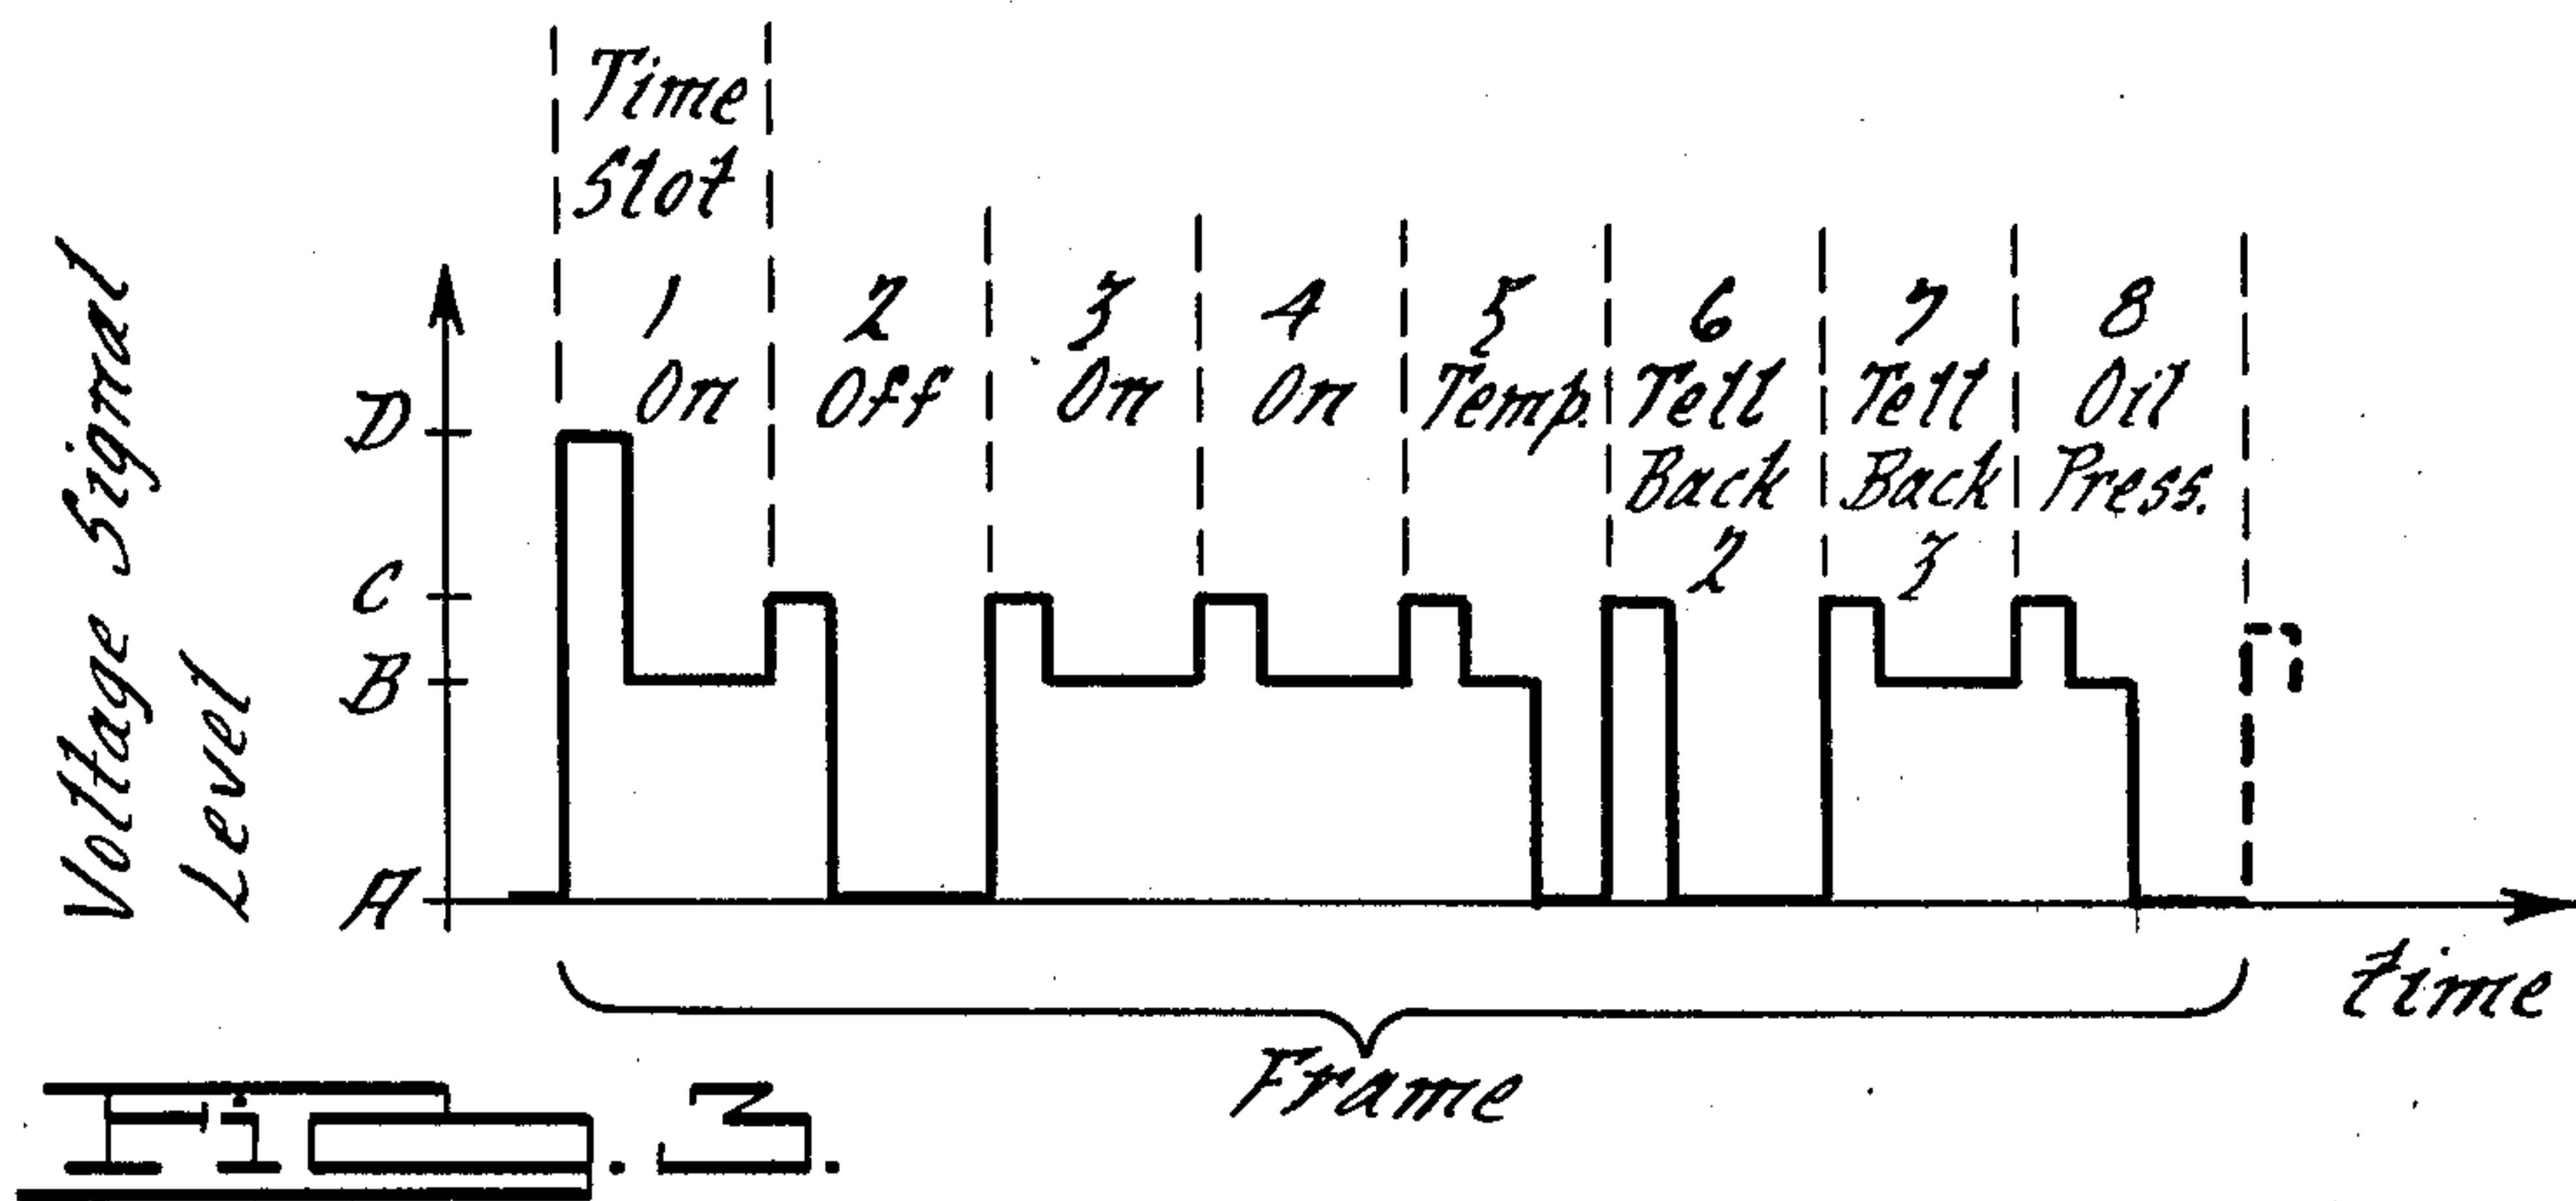 Time
Slot
1
On
2
Off
3
On
4
On
5
Temp.
6
Tell
Back
2
7
Tell
Back
3
8
Oil
Press.
Voltage Signal
Level
D
C
B
A
time
Frame
Fig. 3.